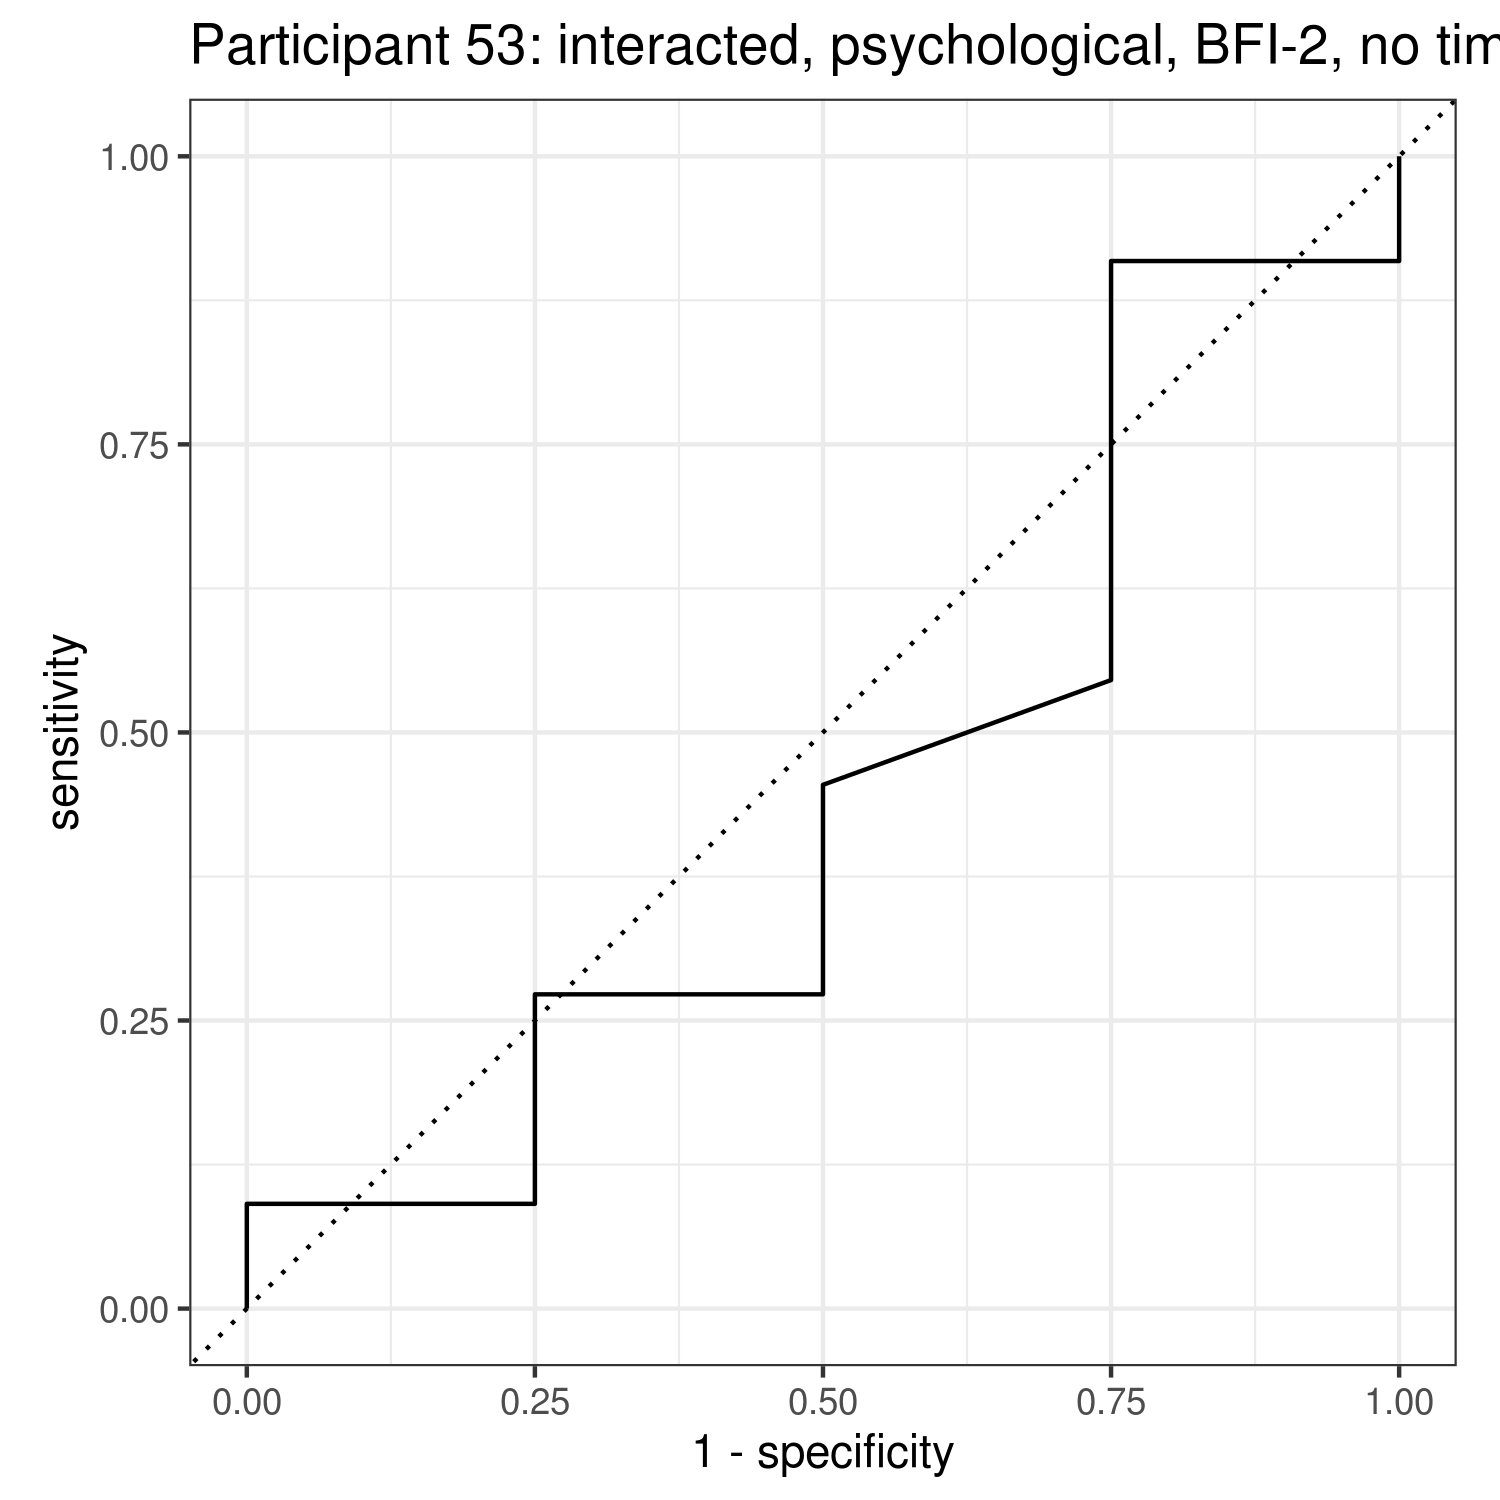 Participant 53: interacted, psychological, BFI-2, no tim
1.00
0.75
0.50
0.25
0.00
sensitivity
0.00 0.25 0.50 0.75 1.00
1 - specificity